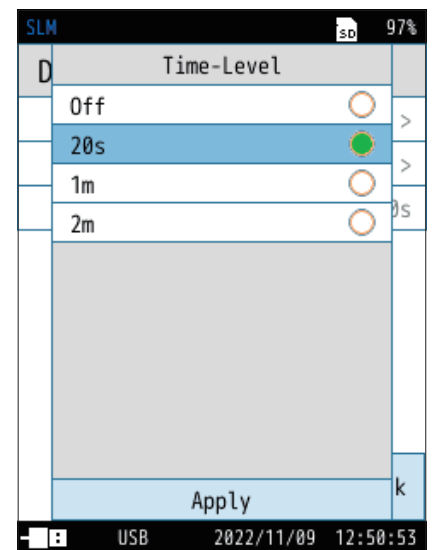 SLM SD 97%
D
Time-Level
Off
>
20s
>
1m
0s
2m
Apply
k
USB 2022/11/09 12:50:53